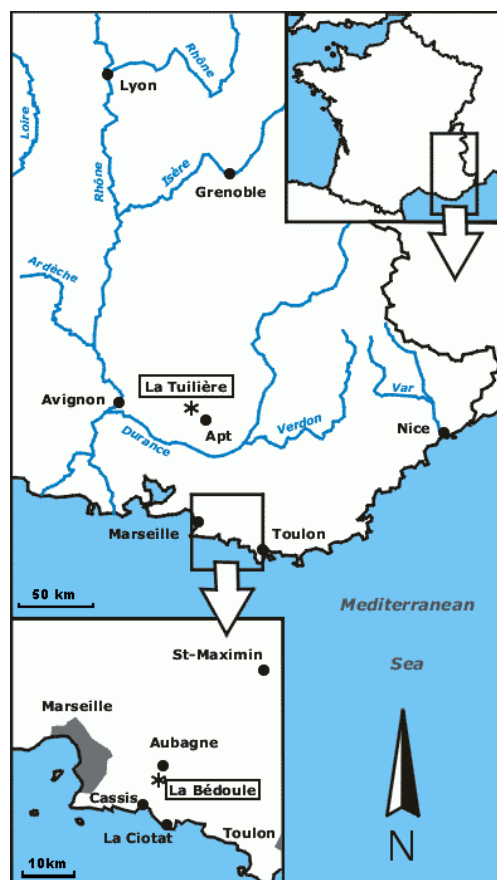 Rhône
Lyon
Loire
Isère
Rhône
Grenoble
Ardèche
La Tuilière
Avignon
Var
Apt
Verdon
Nice
Durance
Marseille
Toulon
50 km
Mediterranean
Sea
St-Maximin
Marseille
Aubagne
La Bédoule
Cassis
La Ciotat
Toulon
10km
N